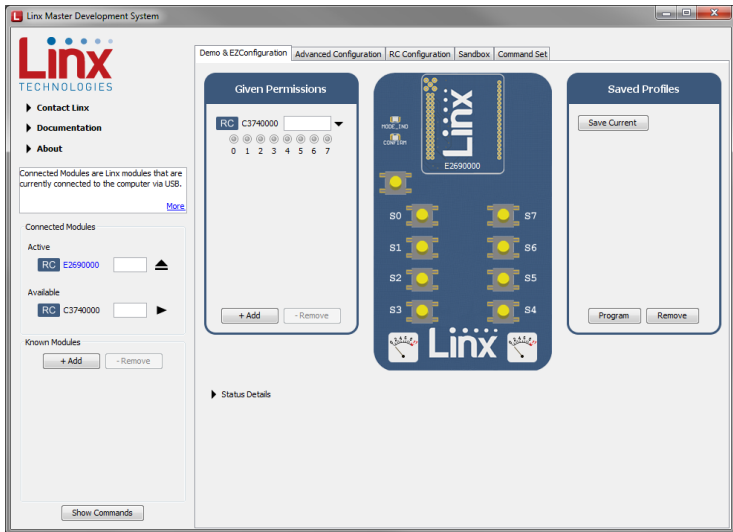 Linx Master Development System
Linx
TECHNOLOGIES
Contact Linx
Documentation
About
Connected Modules are Linx modules that are
currently connected to the computer via USB.
More
Connected Modules
Active
RC E2690000
Available
RC C3740000
Known Modules
+ Add - Remove
Show Commands
Demo & EZConfiguration Advanced Configuration RC Configuration Sandbox Command Set
Given Permissions
RC C3740000
0 1 2 3 4 5 6 7
+ Add - Remove
MODE_IND
CONFIRM
Linx
E2690000
S0 S7
S1 S6
S2 S5
S3 S4
Linx
Saved Profiles
Save Current
Program Remove
Status Details